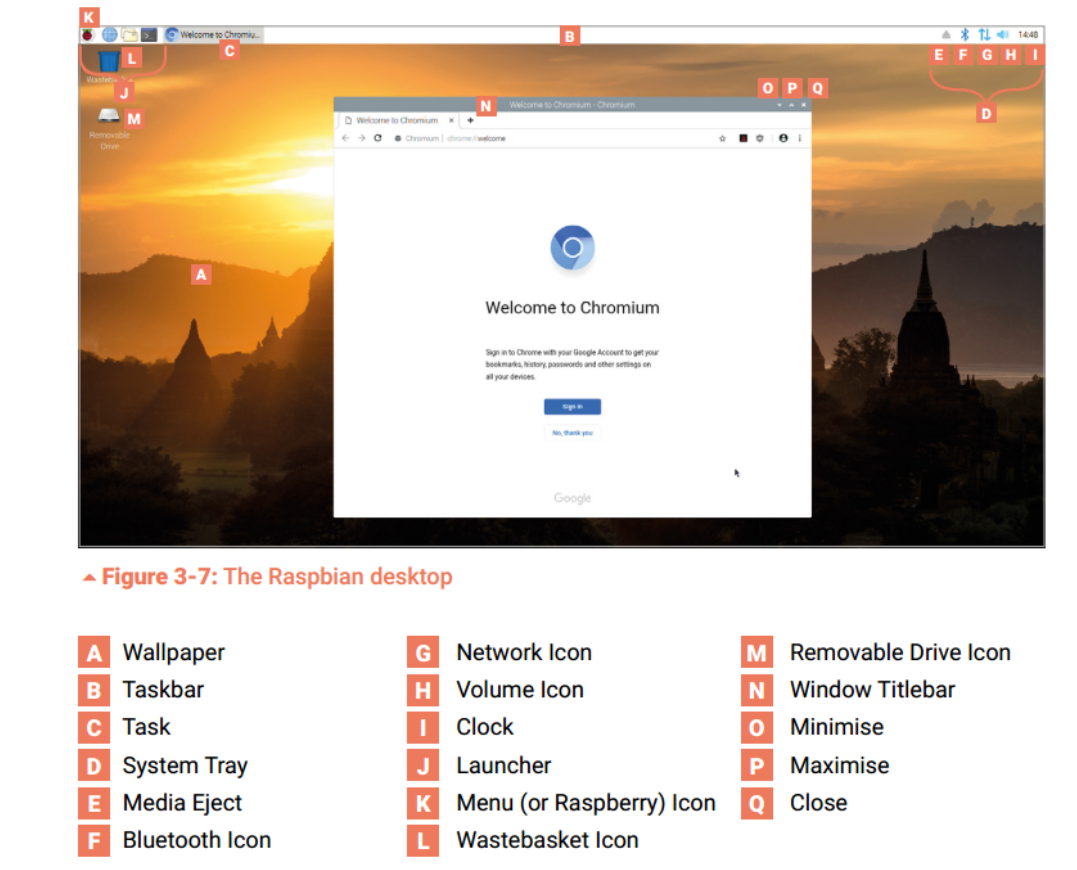 K
Welcome to Chromiu...
B
14:40
C
L
E F G H I
Wasteb
J
O P Q
D
N
Welcome to Chromium - Chromium
M
Removable
Drive
Welcome to Chromium
Chromium | chrome://welcome
A
Welcome to Chromium
Sign in to Chrome with your Google Account to get your
bookmarks, history, passwords and other settings on
all your devices.
Sign in
No, thank you
Google
Figure 3-7: The Raspbian desktop
A Wallpaper
B Taskbar
C Task
D System Tray
E Media Eject
F Bluetooth Icon
G Network Icon
H Volume Icon
I Clock
J Launcher
K Menu (or Raspberry) Icon
L Wastebasket Icon
M Removable Drive Icon
N Window Titlebar
O Minimise
P Maximise
Q Close